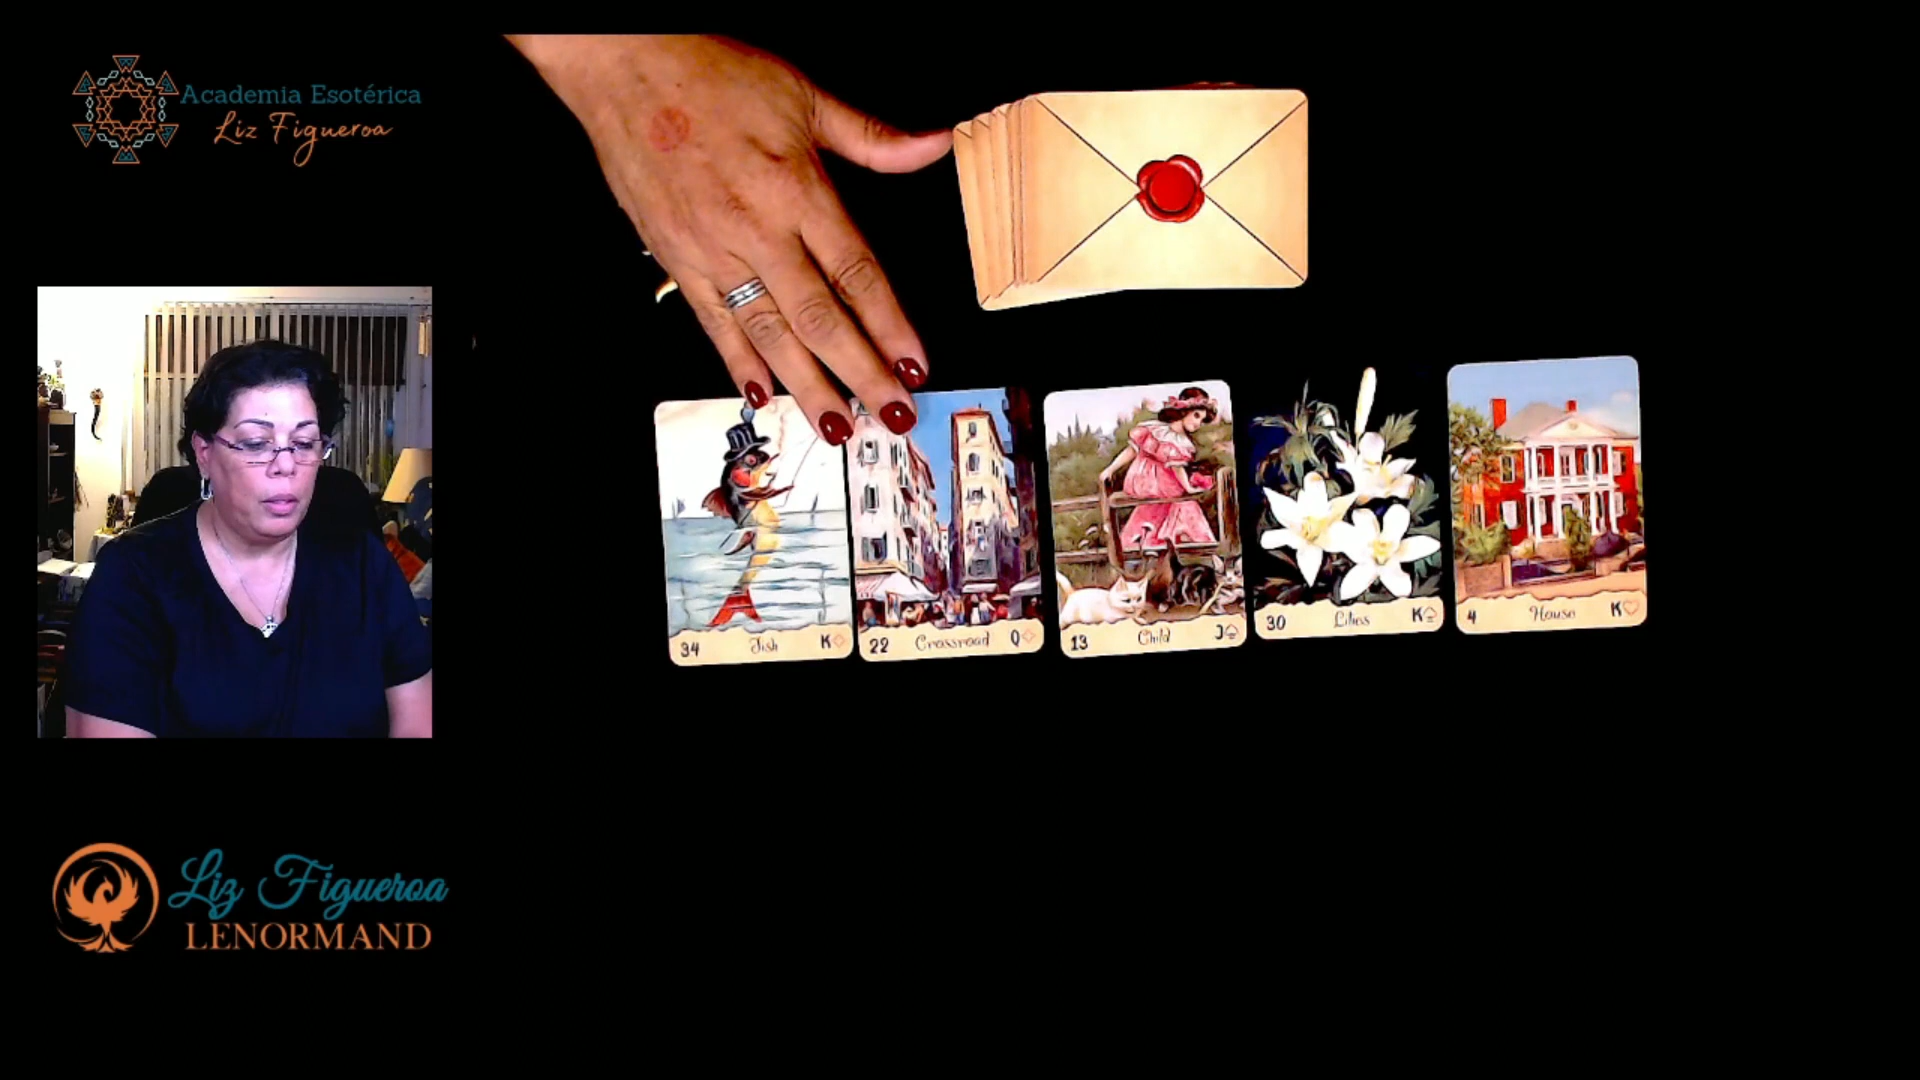 Academia Esotérica
Liz Figueroa
34 Fish K
22 Crossroad Q
13 Child J
30 Lilies K
4 House K
Liz Figueroa
LENORMAND